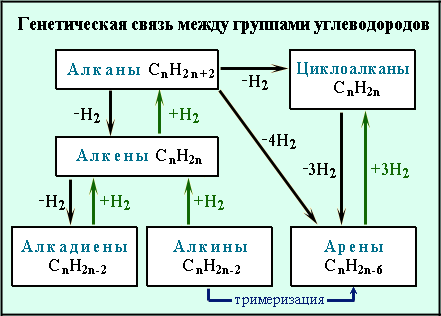 Генетическая связь между группами углеводородов
Алканы CnH2n+2
-H2
Циклоалканы
CnH2n
-H2
+H2
Алкены CnH2n
-4H2
-3H2
+3H2
-H2
+H2
+H2
Алкадиены
CnH2n-2
Алкины
CnH2n-2
Арены
CnH2n-6
тримеризация